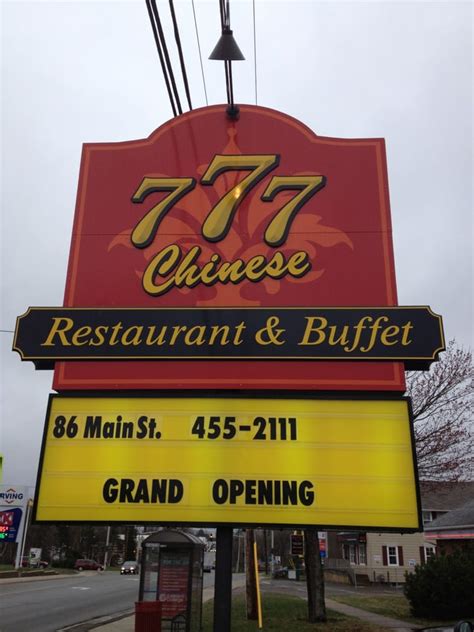 777
Chinese
Restaurant & Buffet
86 Main St. 455-2111
GRAND OPENING
IRVING